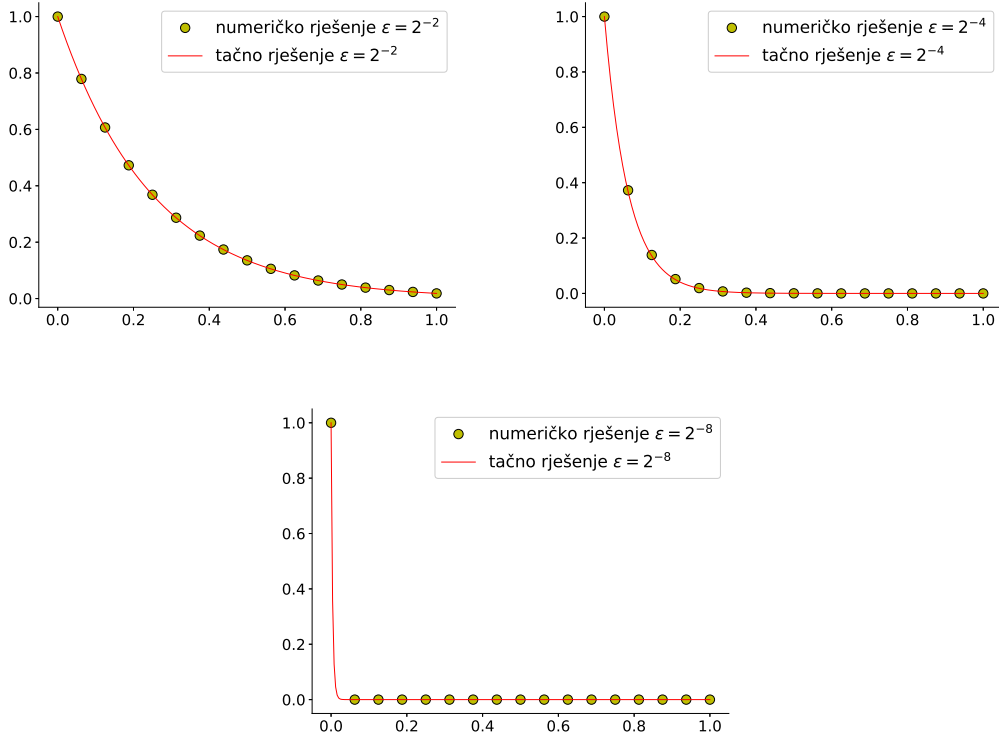 numeričko rješenje ε = 2⁻²
tačno rješenje ε = 2⁻²
1.0
0.8
0.6
0.4
0.2
0.0
0.0 0.2 0.4 0.6 0.8 1.0
numeričko rješenje ε = 2⁻⁴
tačno rješenje ε = 2⁻⁴
1.0
0.8
0.6
0.4
0.2
0.0
0.0 0.2 0.4 0.6 0.8 1.0
numeričko rješenje ε = 2⁻⁸
tačno rješenje ε = 2⁻⁸
1.0
0.8
0.6
0.4
0.2
0.0
0.0 0.2 0.4 0.6 0.8 1.0